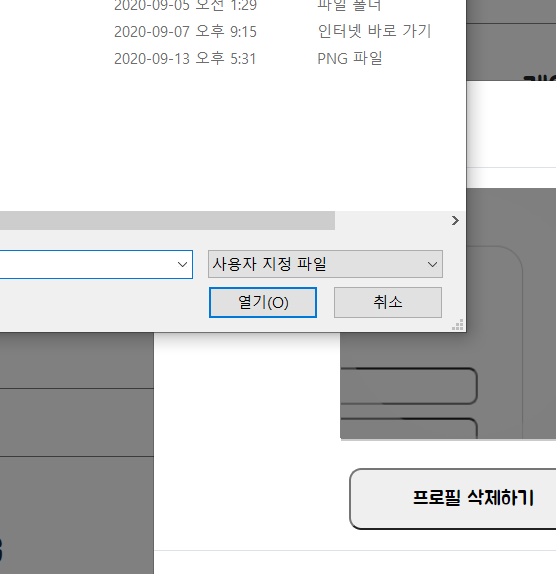 2020-09-05 오전 1:29 파일 폴더
2020-09-07 오후 9:15 인터넷 바로 가기
2020-09-13 오후 5:31 PNG 파일
사용자 지정 파일
열기(O) 취소
프로필 삭제하기